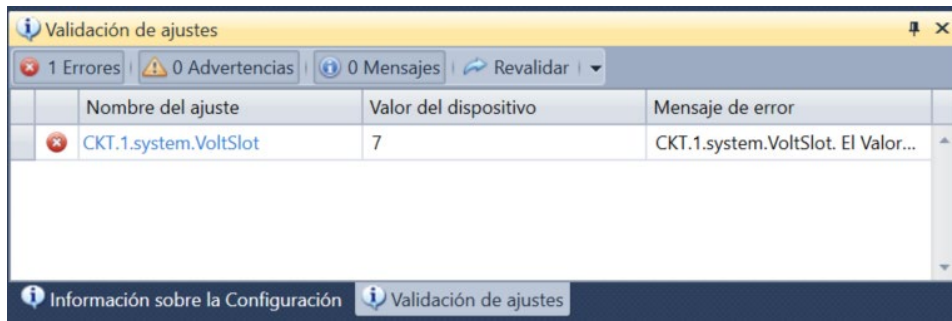 Validación de ajustes
1 Errores 0 Advertencias 0 Mensajes Revalidar
Nombre del ajuste Valor del dispositivo Mensaje de error
CKT.1.system.VoltSlot 7 CKT.1.system.VoltSlot. El Valor...
Información sobre la Configuración Validación de ajustes